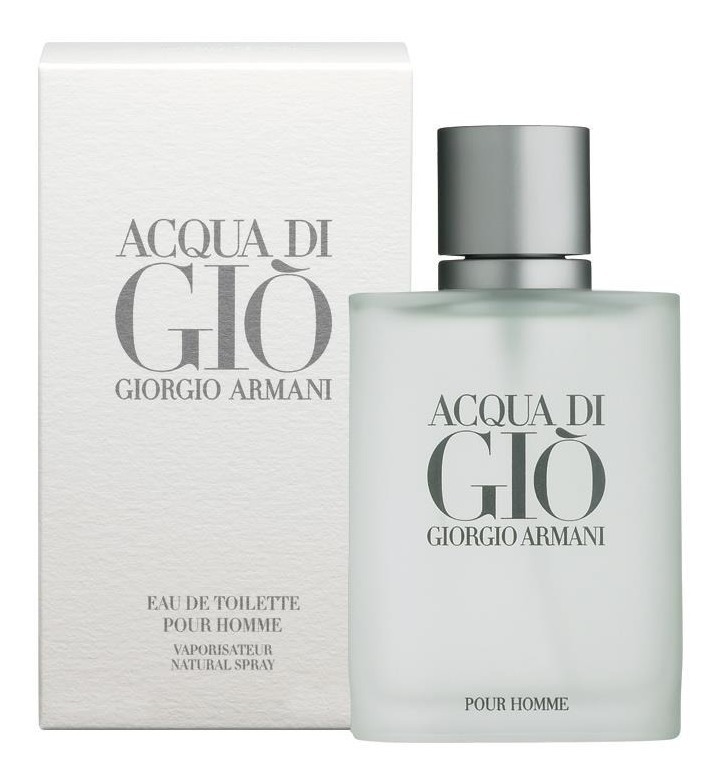 ACQUA DI
GIÒ
GIORGIO ARMANI
EAU DE TOILETTE
POUR HOMME
VAPORISATEUR
NATURAL SPRAY
ACQUA DI
GIÒ
GIORGIO ARMANI
POUR HOMME